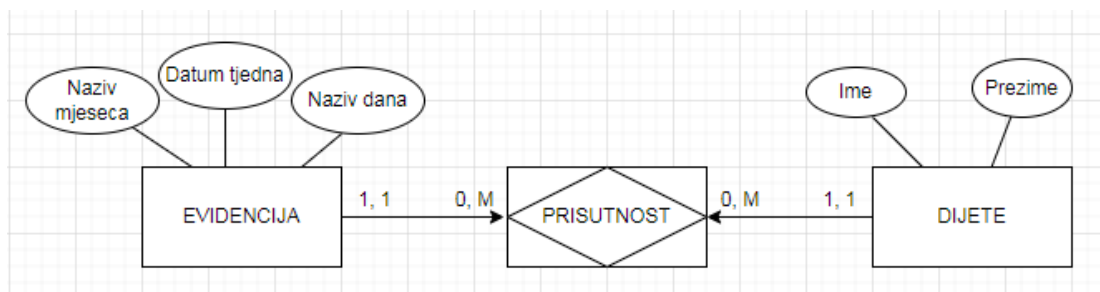 Naziv
mjeseca
Datum tjedna
Naziv dana
Ime
Prezime
EVIDENCIJA
1, 1
0, M
PRISUTNOST
0, M
1, 1
DIJETE